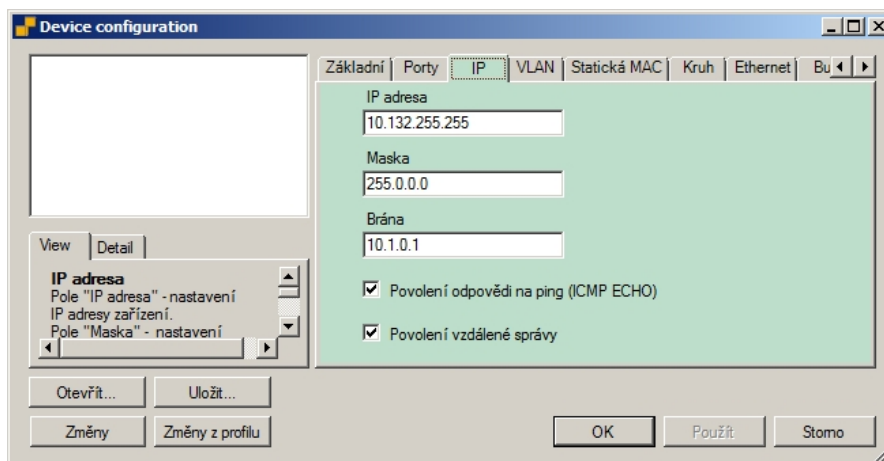 Device configuration
Základní Porty IP VLAN Statická MAC Kruh Ethernet Bu
IP adresa
10.132.255.255
Maska
255.0.0.0
Brána
10.1.0.1
Povolení odpovědi na ping (ICMP ECHO)
Povolení vzdálené správy
View Detail
IP adresa
Pole "IP adresa" - nastavení
IP adresy zařízení.
Pole "Maska" - nastavení
Otevřít... Uložit...
Změny Změny z profilu
OK Použít Storno